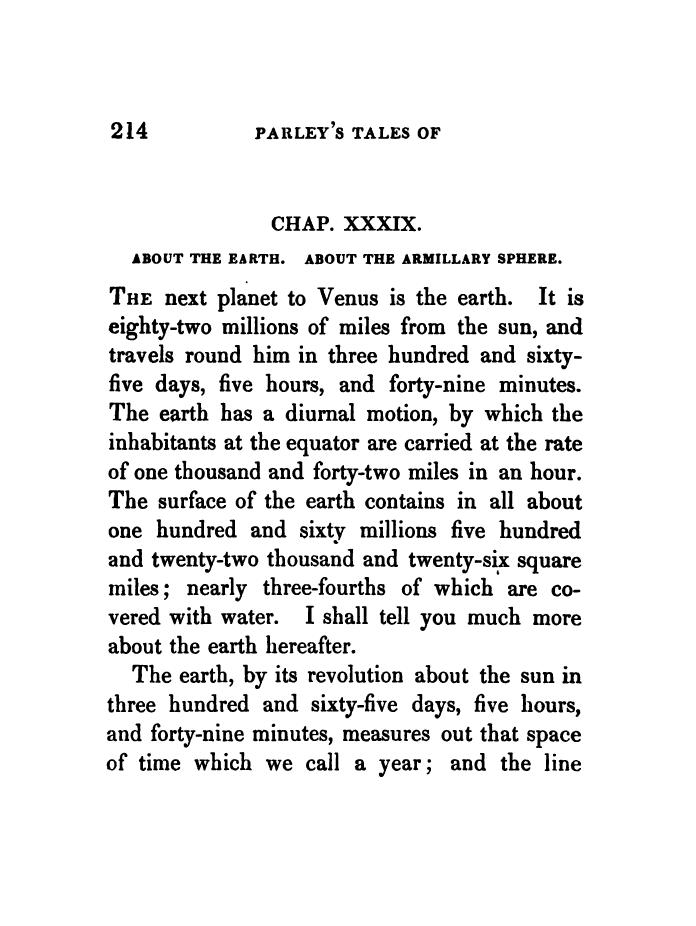 214 PARLEY'S TALES OF
CHAP. XXXIX.
ABOUT THE EARTH. ABOUT THE ARMILLARY SPHERE.
THE next planet to Venus is the earth. It is
eighty-two millions of miles from the sun, and
travels round him in three hundred and sixty-
five days, five hours, and forty-nine minutes.
The earth has a diurnal motion, by which the
inhabitants at the equator are carried at the rate
of one thousand and forty-two miles in an hour.
The surface of the earth contains in all about
one hundred and sixty millions five hundred
and twenty-two thousand and twenty-six square
miles; nearly three-fourths of which are co-
vered with water. I shall tell you much more
about the earth hereafter.
The earth, by its revolution about the sun in
three hundred and sixty-five days, five hours,
and forty-nine minutes, measures out that space
of time which we call a year; and the line